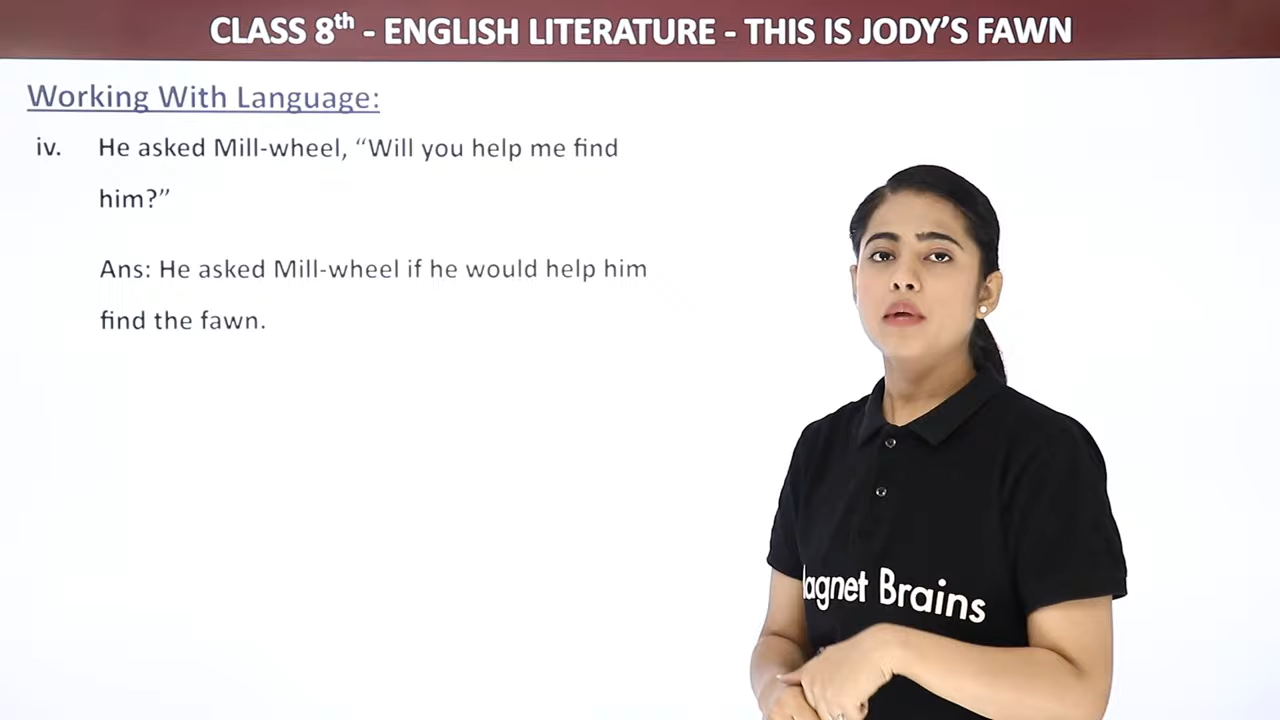 CLASS 8th - ENGLISH LITERATURE - THIS IS JODY’S FAWN
Working With Language:
iv. He asked Mill-wheel, “Will you help me find
him?”
Ans: He asked Mill-wheel if he would help him
find the fawn.
agnet Brains